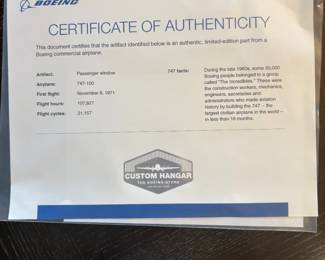 BOEING
CERTIFICATE OF AUTHENTICITY
This document certifies that the artifact identified below is an authentic, limited-edition part from a
Boeing commercial airplane.
Artifact: Passenger window
Airplane: 747-100
First flight: November 8, 1971
Flight hours: 107,927
Flight cycles: 21,157
747 facts: During the late 1960s, some 50,000
Boeing people belonged to a group
called "The Incredibles." These were
the construction workers, mechanics,
engineers, secretaries and
administrators who made aviation
history by building the 747 – the
largest civilian airplane in the world –
in less than 16 months.
CUSTOM HANGAR
THE BOEING STORE